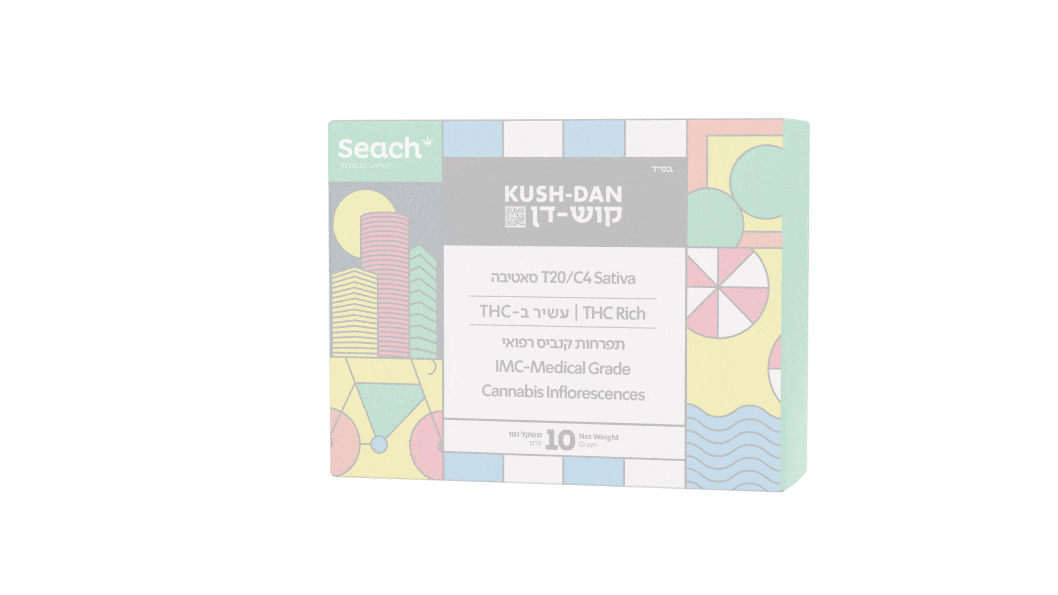 Seach
MEDICAL GROUP
בס״ד
KUSH-DAN
קוש-דן
T20/C4 Sativa סאטיבה
THC Rich | עשיר ב-THC
תפרחות קנביס רפואי
IMC-Medical Grade
Cannabis Inflorescences
משקל נטו 10 Net Weight
גרם Gram